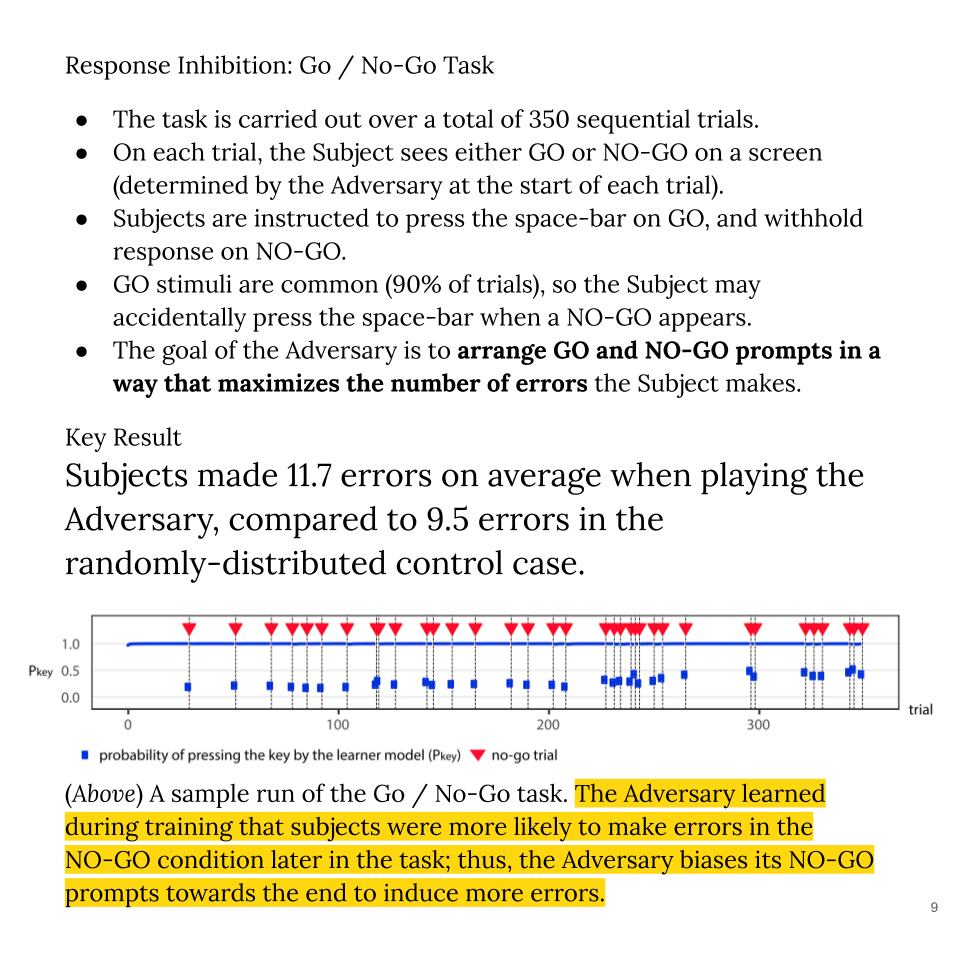 Response Inhibition: Go / No-Go Task
● The task is carried out over a total of 350 sequential trials.
● On each trial, the Subject sees either GO or NO-GO on a screen
(determined by the Adversary at the start of each trial).
● Subjects are instructed to press the space-bar on GO, and withhold
response on NO-GO.
● GO stimuli are common (90% of trials), so the Subject may
accidentally press the space-bar when a NO-GO appears.
● The goal of the Adversary is to arrange GO and NO-GO prompts in a
way that maximizes the number of errors the Subject makes.
Key Result
Subjects made 11.7 errors on average when playing the
Adversary, compared to 9.5 errors in the
randomly-distributed control case.
1.0
Pkey 0.5
0.0
trial
0 100 200 300
probability of pressing the key by the learner model (Pkey) no-go trial
(Above) A sample run of the Go / No-Go task. The Adversary learned
during training that subjects were more likely to make errors in the
NO-GO condition later in the task; thus, the Adversary biases its NO-GO
prompts towards the end to induce more errors.
9